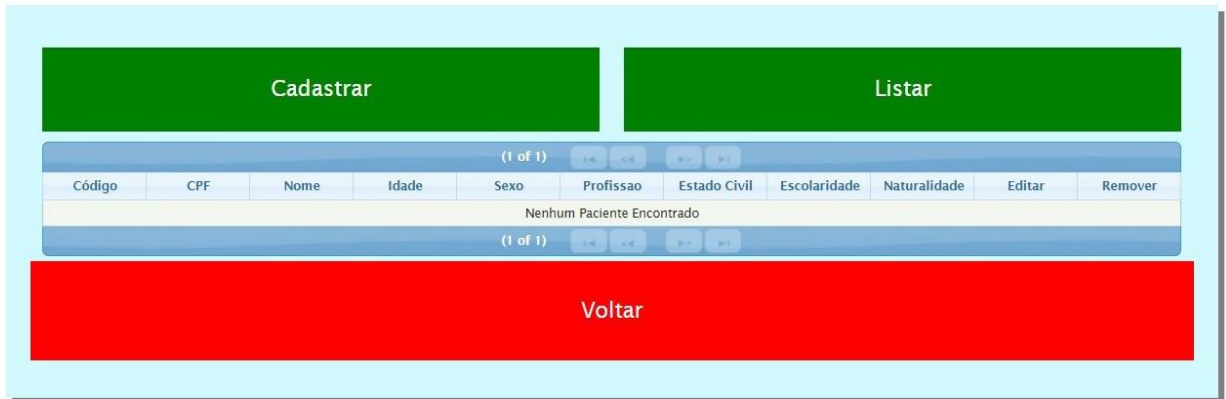 Cadastrar Listar
(1 of 1)
Código CPF Nome Idade Sexo Profissao Estado Civil Escolaridade Naturalidade Editar Remover
Nenhum Paciente Encontrado
(1 of 1)
Voltar